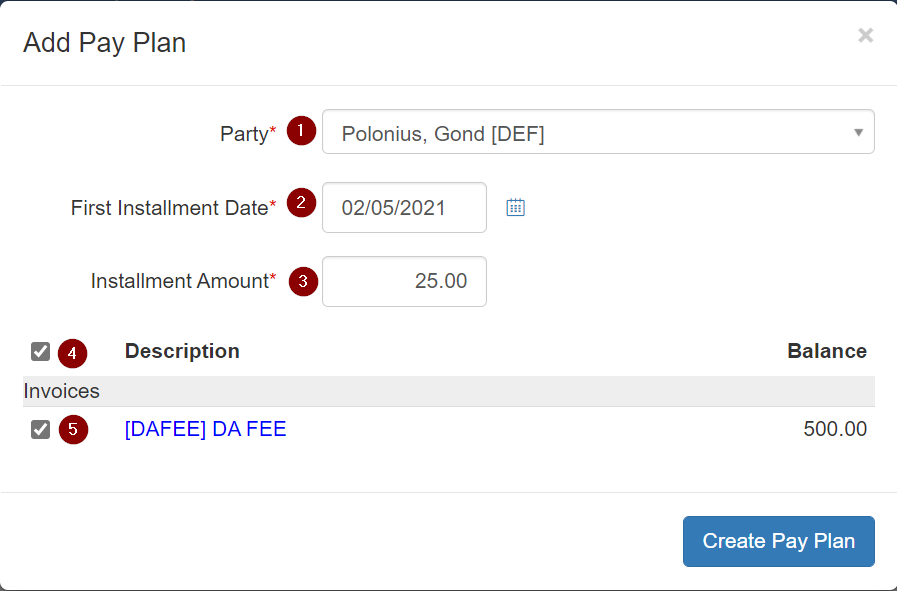 Add Pay Plan ×
Party* 1 Polonius, Gond [DEF] ▼
First Installment Date* 2 02/05/2021
Installment Amount* 3 25.00
4 Description Balance
Invoices
5 [DAFEE] DA FEE 500.00
Create Pay Plan